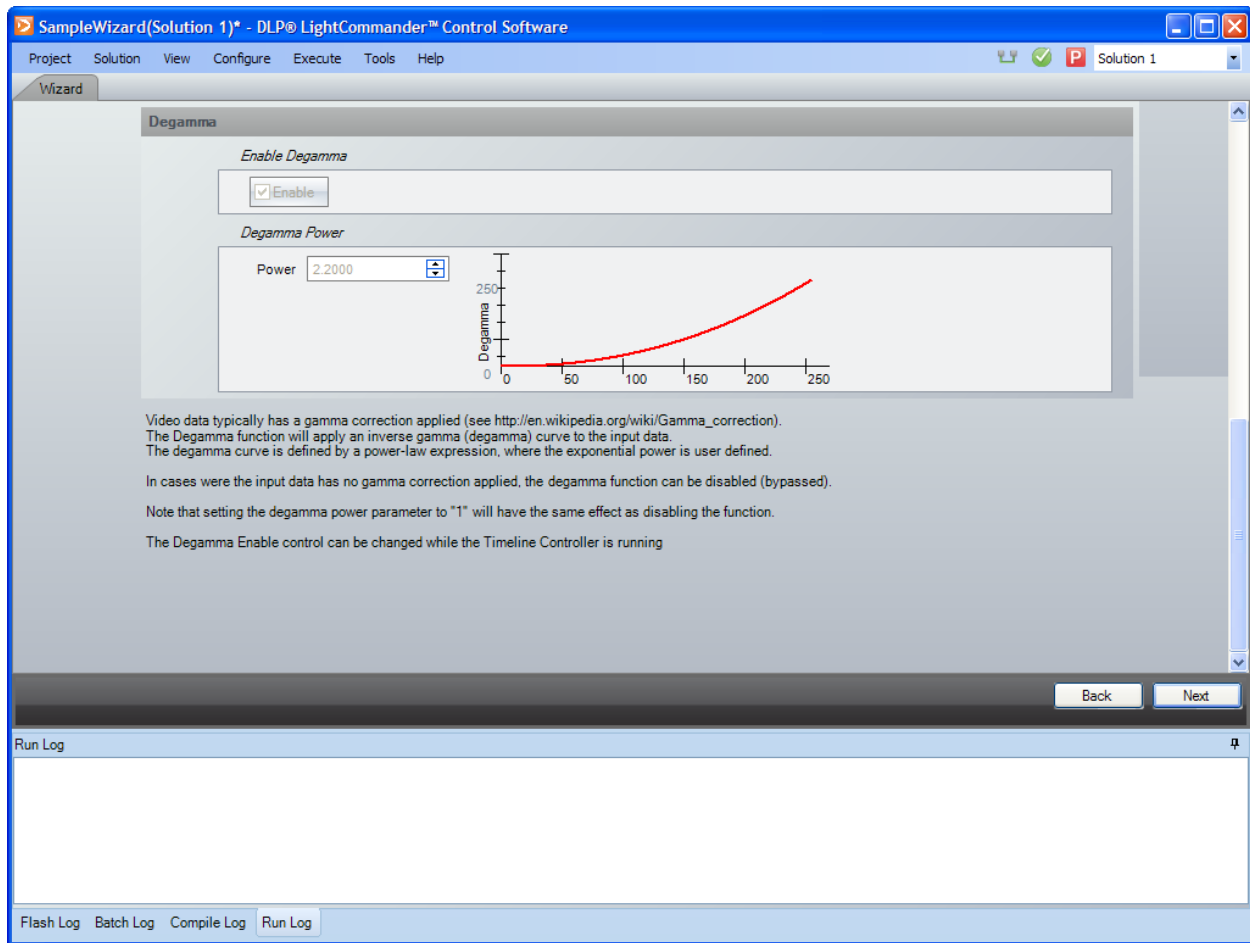 SampleWizard(Solution 1)* - DLP® LightCommander™ Control Software
Project Solution View Configure Execute Tools Help P Solution 1
Wizard
Degamma
Enable Degamma
Enable
Degamma Power
Power 2.2000
250
Degamma
0
0 50 100 150 200 250
Video data typically has a gamma correction applied (see http://en.wikipedia.org/wiki/Gamma_correction).
The Degamma function will apply an inverse gamma (degamma) curve to the input data.
The degamma curve is defined by a power-law expression, where the exponential power is user defined.
In cases were the input data has no gamma correction applied, the degamma function can be disabled (bypassed).
Note that setting the degamma power parameter to "1" will have the same effect as disabling the function.
The Degamma Enable control can be changed while the Timeline Controller is running
Back Next
Run Log
Flash Log Batch Log Compile Log Run Log